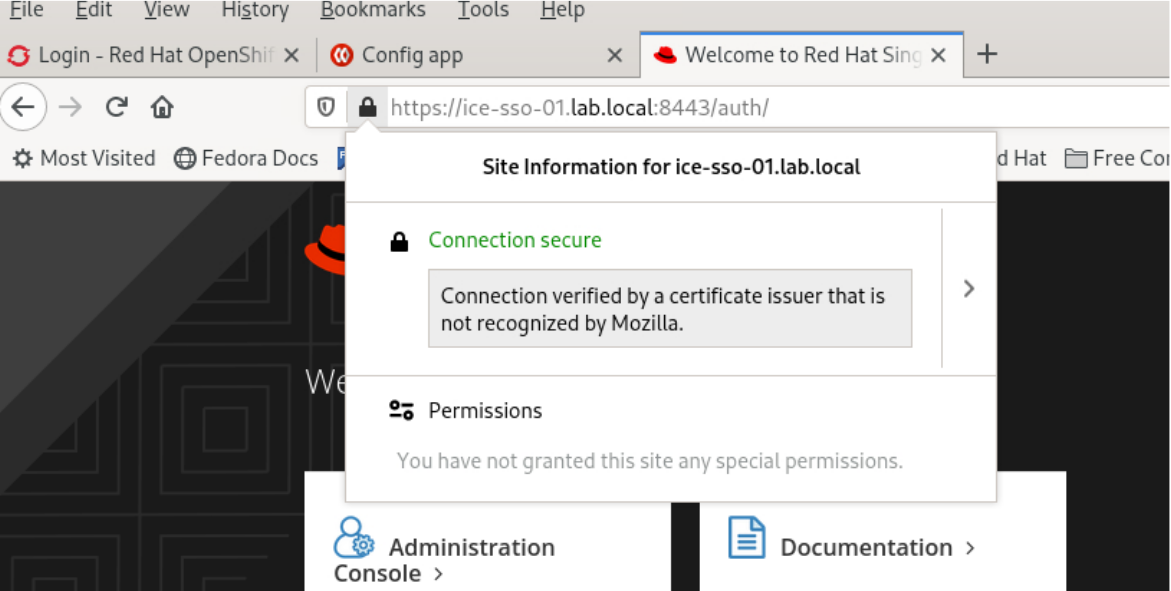 File Edit View History Bookmarks Tools Help
Login - Red Hat OpenShif Config app Welcome to Red Hat Sing
https://ice-sso-01.lab.local:8443/auth/
Most Visited Fedora Docs d Hat Free Cor
Site Information for ice-sso-01.lab.local
Connection secure
Connection verified by a certificate issuer that is
not recognized by Mozilla.
We
Permissions
You have not granted this site any special permissions.
Administration
Console >
Documentation >